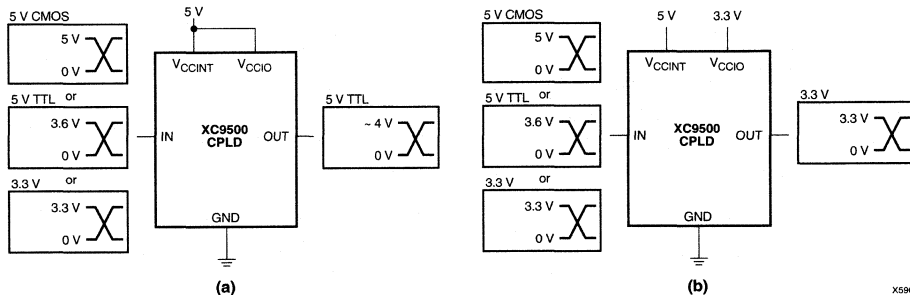 5 V CMOS
5 V
0 V
5 V TTL or
3.6 V
0 V
or
3.3 V
3.3 V
0 V
5 V
VCCINT VCCIO
IN XC9500 OUT
CPLD
GND
5 V TTL
~ 4 V
0 V
(a)
5 V CMOS
5 V
0 V
5 V TTL or
3.6 V
0 V
or
3.3 V
3.3 V
0 V
5 V 3.3 V
VCCINT VCCIO
IN XC9500 OUT
CPLD
GND
3.3 V
3.3 V
0 V
(b)